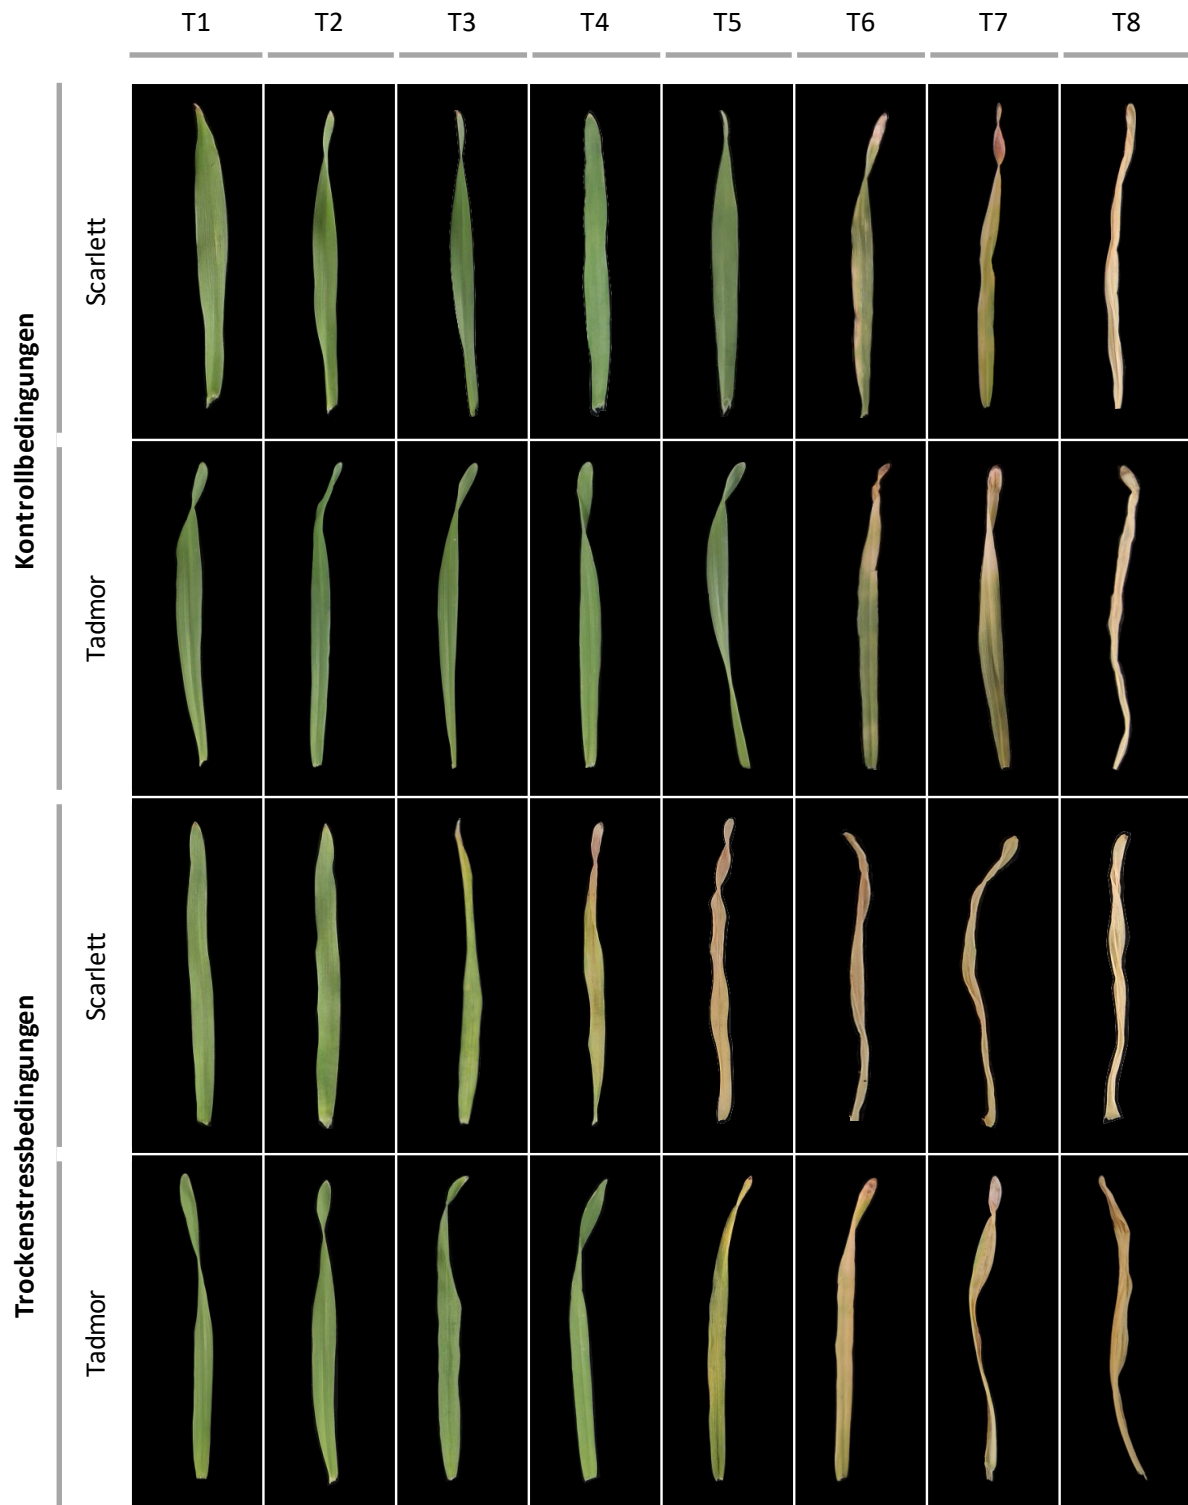 T1 T2 T3 T4 T5 T6 T7 T8
Kontrollbedingungen
Scarlett
Tadmor
Trockenstressbedingungen
Scarlett
Tadmor